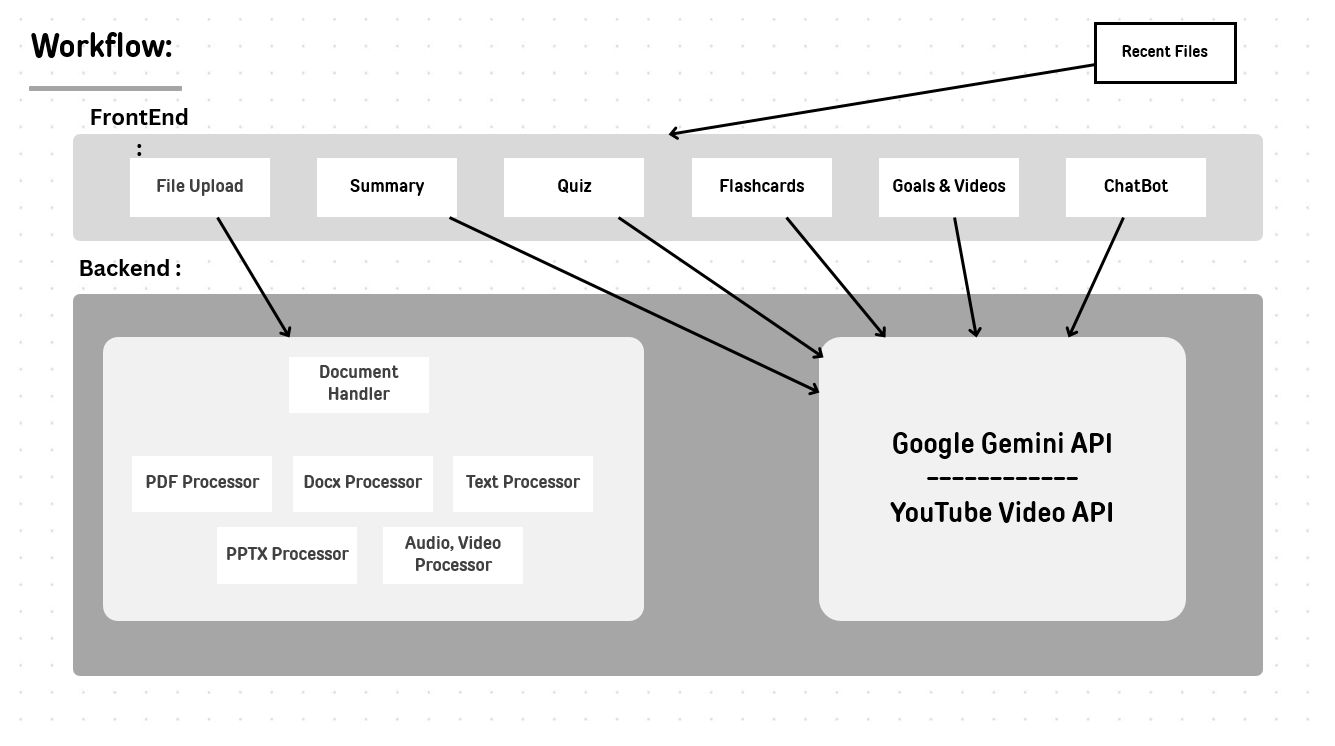 Workflow:
Recent Files
FrontEnd
:
File Upload
Summary
Quiz
Flashcards
Goals & Videos
ChatBot
Backend :
Document
Handler
PDF Processor
Docx Processor
Text Processor
PPTX Processor
Audio, Video
Processor
Google Gemini API
------------
YouTube Video API